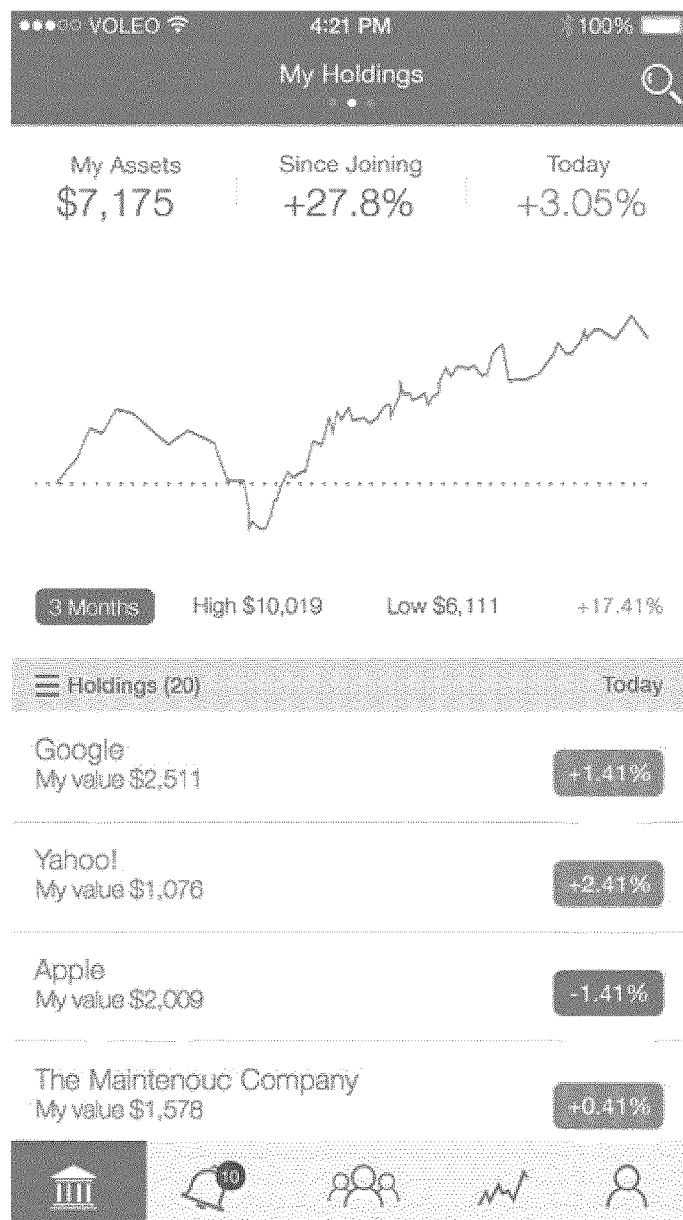 VOLEO 4:21 PM 100%
My Holdings
My Assets Since Joining Today
$7,175 +27.8% +3.05%
3 Months High $10,019 Low $6,111 +17.41%
Holdings (20) Today
Google
My value $2,511
+1.41%
Yahoo!
My value $1,076
+2.41%
Apple
My value $2,009
-1.41%
The Maintenouc Company
My value $1,578
+0.41%
10